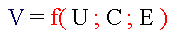 V = f( U ; C ; E )